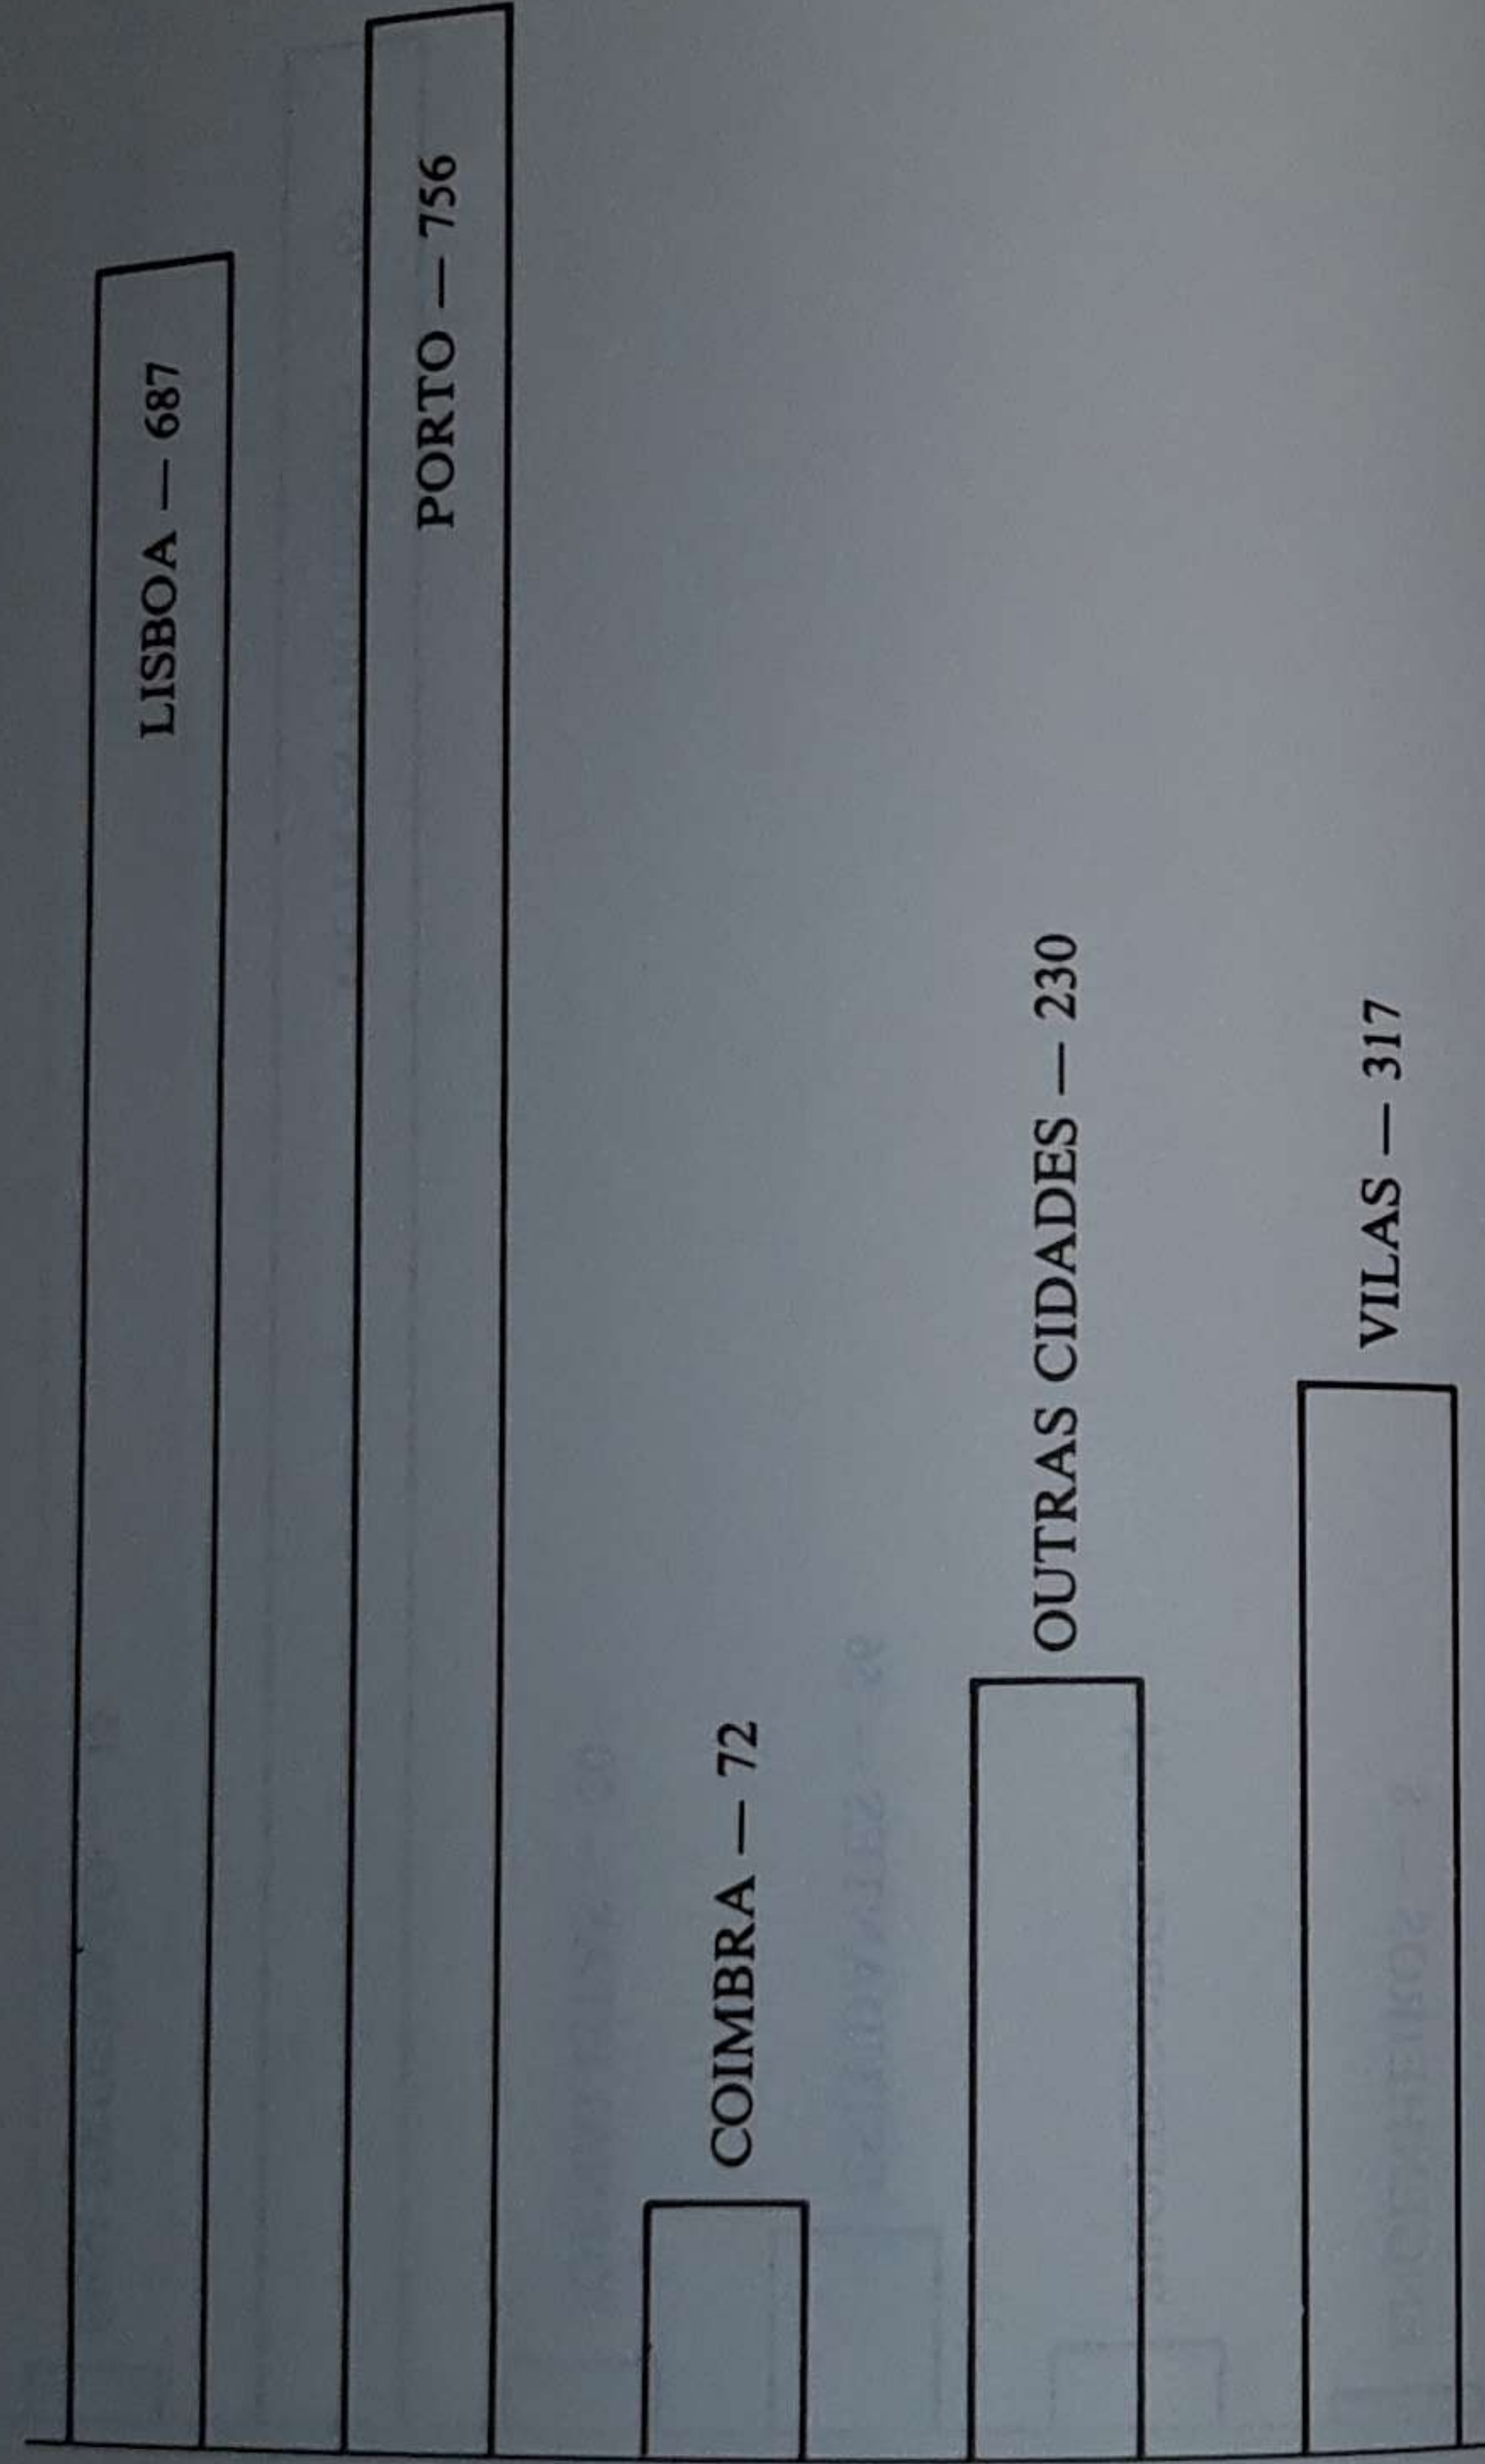 LISBOA — 687
PORTO — 756
COIMBRA — 72
OUTRAS CIDADES — 230
VILAS — 317